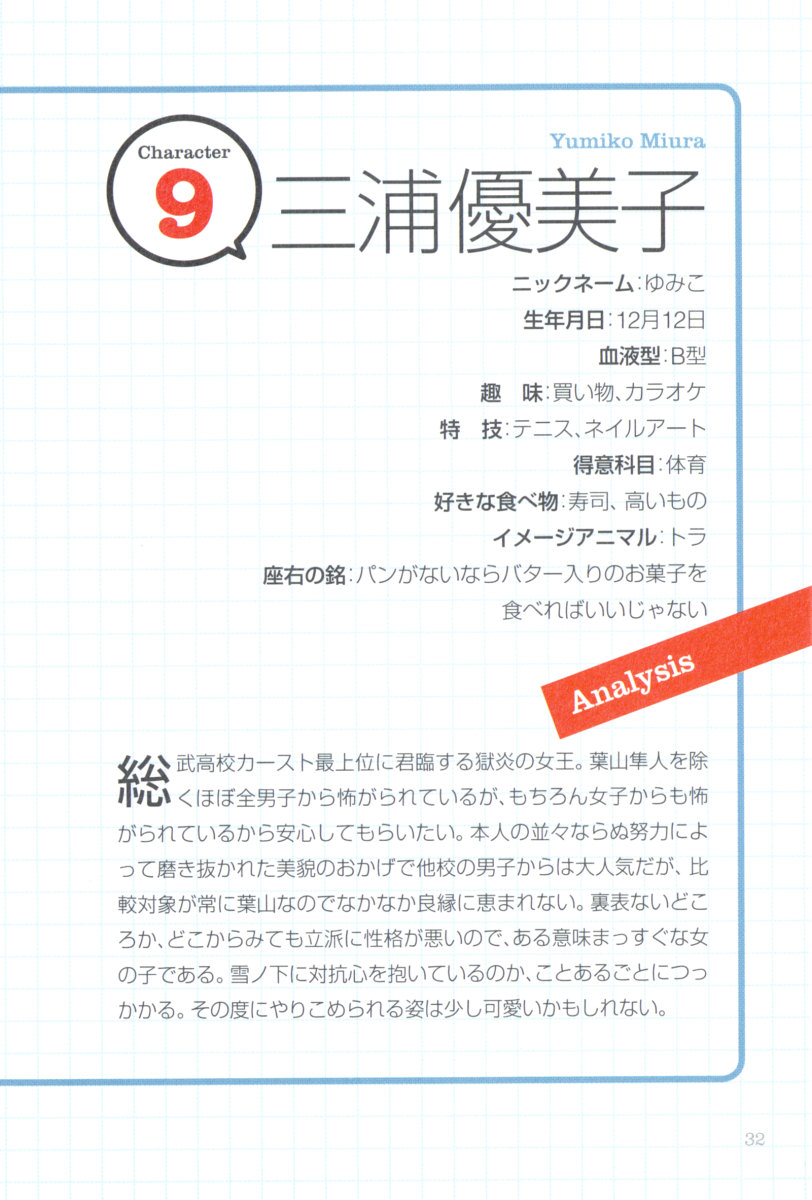 Character
9
Yumiko Miura
三浦優美子
ニックネーム:ゆみこ
生年月日:12月12日
血液型:B型
趣　味:買い物、カラオケ
特　技:テニス、ネイルアート
得意科目:体育
好きな食べ物:寿司、高いもの
イメージアニマル:トラ
座右の銘:パンがないならバター入りのお菓子を
食べればいいじゃない
Analysis
総武高校カースト最上位に君臨する獄炎の女王。葉山隼人を除
くほぼ全男子から怖がられているが、もちろん女子からも怖
がられているから安心してもらいたい。本人の並々ならぬ努力によ
って磨き抜かれた美貌のおかげで他校の男子からは大人気だが、比
較対象が常に葉山なのでなかなか良縁に恵まれない。裏表ないどこ
ろか、どこからみても立派に性格が悪いので、ある意味まっすぐな女
の子である。雪ノ下に対抗心を抱いているのか、ことあるごとにつっ
かかる。その度にやりこめられる姿は少し可愛いかもしれない。
32